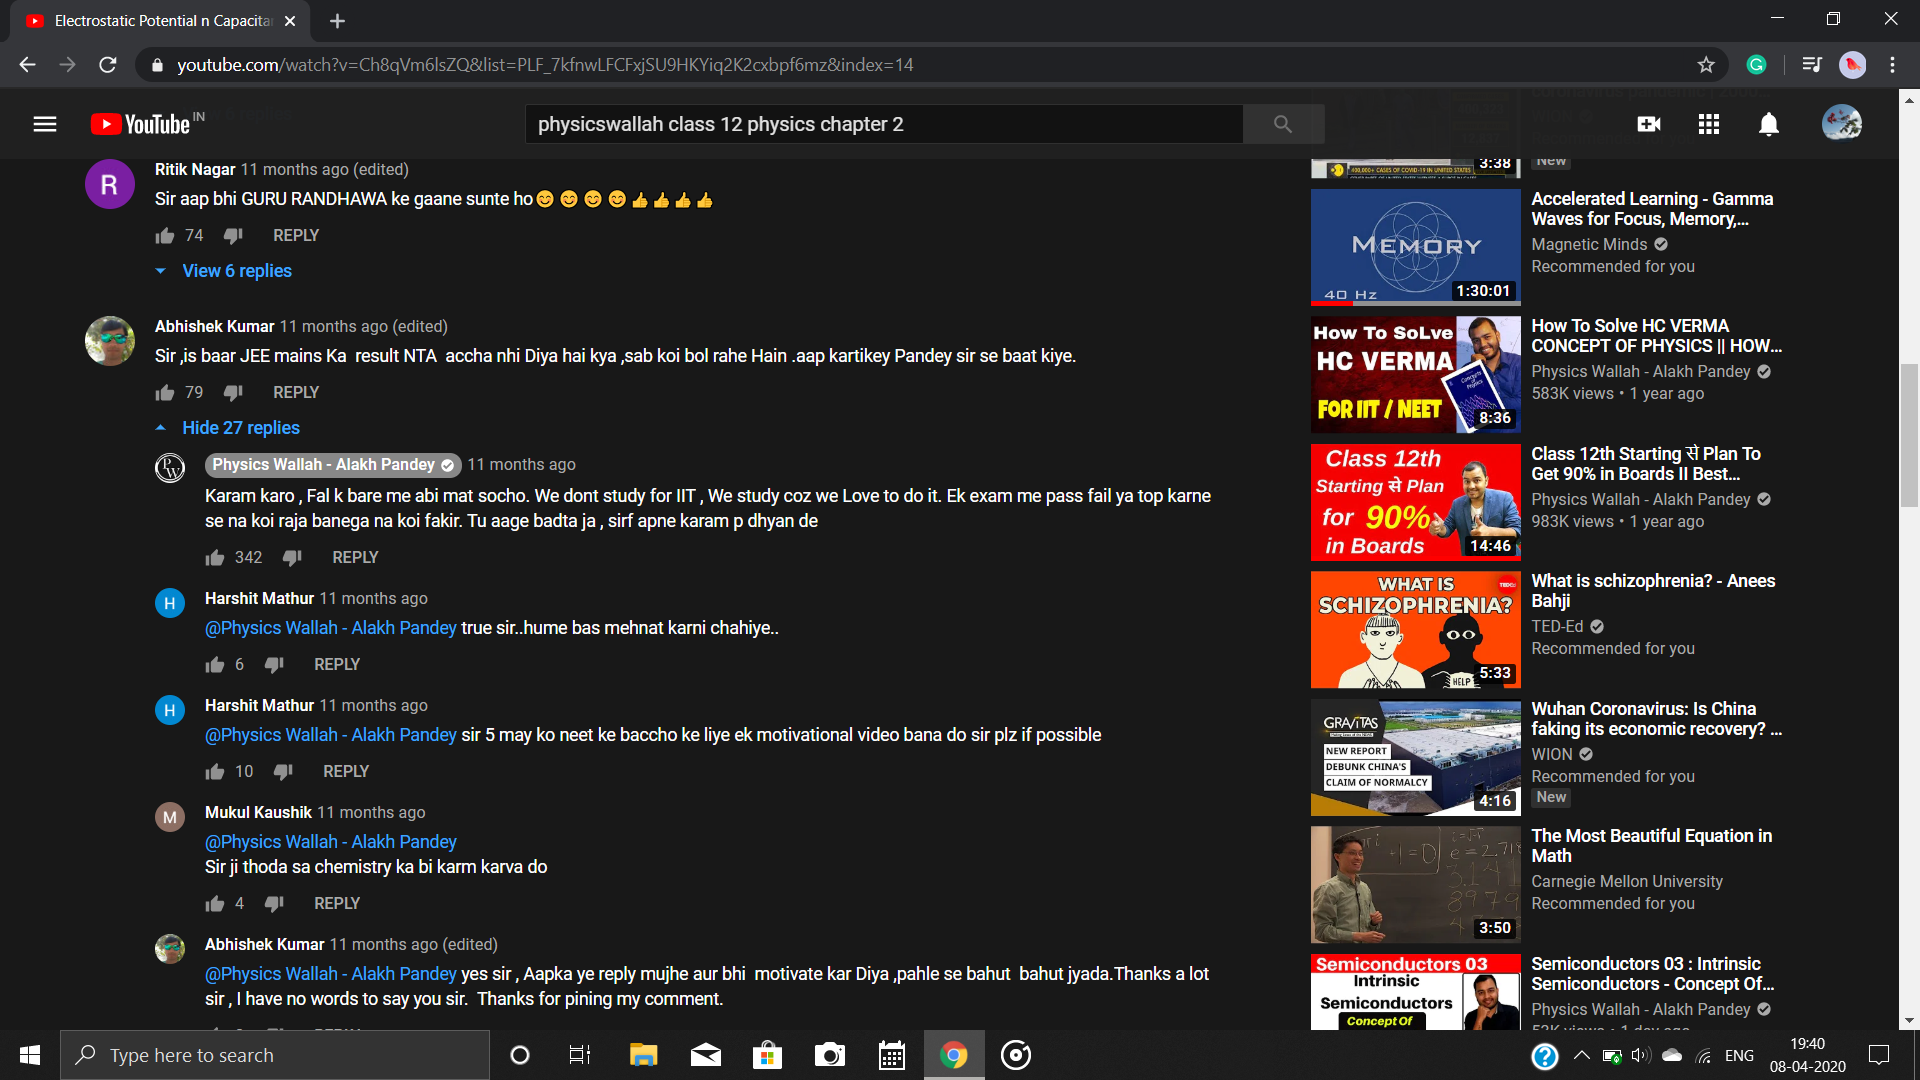 Electrostatic Potential n Capacita
youtube.com/watch?v=Ch8qVm6lsZQ&list=PLF_7kfnwLFCFxjSU9HKYiq2K2cxbpf6mz&index=14
YouTube IN
physicswallah class 12 physics chapter 2
R
Ritik Nagar 11 months ago (edited)
Sir aap bhi GURU RANDHAWA ke gaane sunte ho😊😊😊😊👍👍👍👍
74 REPLY
View 6 replies
Abhishek Kumar 11 months ago (edited)
Sir ,is baar JEE mains Ka result NTA accha nhi Diya hai kya ,sab koi bol rahe Hain .aap kartikey Pandey sir se baat kiye.
79 REPLY
Hide 27 replies
PW
Physics Wallah - Alakh Pandey 11 months ago
Karam karo , Fal k bare me abi mat socho. We dont study for IIT , We study coz we Love to do it. Ek exam me pass fail ya top karne
se na koi raja banega na koi fakir. Tu aage badta ja , sirf apne karam p dhyan de
342 REPLY
H
Harshit Mathur 11 months ago
@Physics Wallah - Alakh Pandey true sir..hume bas mehnat karni chahiye..
6 REPLY
H
Harshit Mathur 11 months ago
@Physics Wallah - Alakh Pandey sir 5 may ko neet ke baccho ke liye ek motivational video bana do sir plz if possible
10 REPLY
M
Mukul Kaushik 11 months ago
@Physics Wallah - Alakh Pandey
Sir ji thoda sa chemistry ka bi karm karva do
4 REPLY
Abhishek Kumar 11 months ago (edited)
@Physics Wallah - Alakh Pandey yes sir , Aapka ye reply mujhe aur bhi motivate kar Diya ,pahle se bahut bahut jyada.Thanks a lot
sir , I have no words to say you sir. Thanks for pining my comment.
400,000+ CASES OF COVID-19 IN UNITED STATES
3:38
New
MEMORY
40 Hz
1:30:01
Accelerated Learning - Gamma
Waves for Focus, Memory,...
Magnetic Minds
Recommended for you
How To SoLve
HC VERMA
FOR IIT / NEET
8:36
How To Solve HC VERMA
CONCEPT OF PHYSICS || HOW...
Physics Wallah - Alakh Pandey
583K views • 1 year ago
Class 12th
Starting से Plan
for 90%
in Boards
14:46
Class 12th Starting से Plan To
Get 90% in Boards II Best...
Physics Wallah - Alakh Pandey
983K views • 1 year ago
WHAT IS
SCHIZOPHRENIA?
HELP
5:33
What is schizophrenia? - Anees
Bahji
TED-Ed
Recommended for you
GRAVITAS
NEW REPORT
DEBUNK CHINA'S
CLAIM OF NORMALCY
4:16
Wuhan Coronavirus: Is China
faking its economic recovery? ...
WION
Recommended for you
New
3:50
The Most Beautiful Equation in
Math
Carnegie Mellon University
Recommended for you
Semiconductors 03
Intrinsic
Semiconductors
Concept Of
Semiconductors 03 : Intrinsic
Semiconductors - Concept Of...
Physics Wallah - Alakh Pandey
53K views • 1 day ago
Type here to search
ENG
19:40
08-04-2020